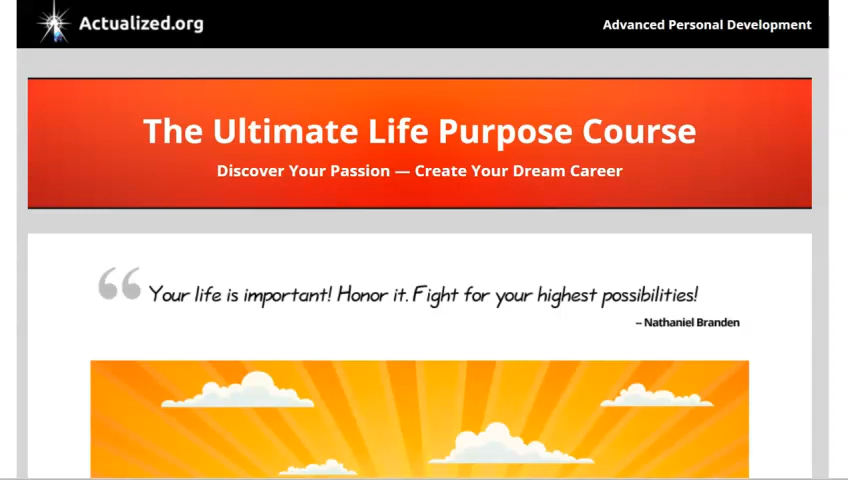 Actualized.org
Advanced Personal Development
The Ultimate Life Purpose Course
Discover Your Passion — Create Your Dream Career
“ Your life is important! Honor it. Fight for your highest possibilities!
– Nathaniel Branden